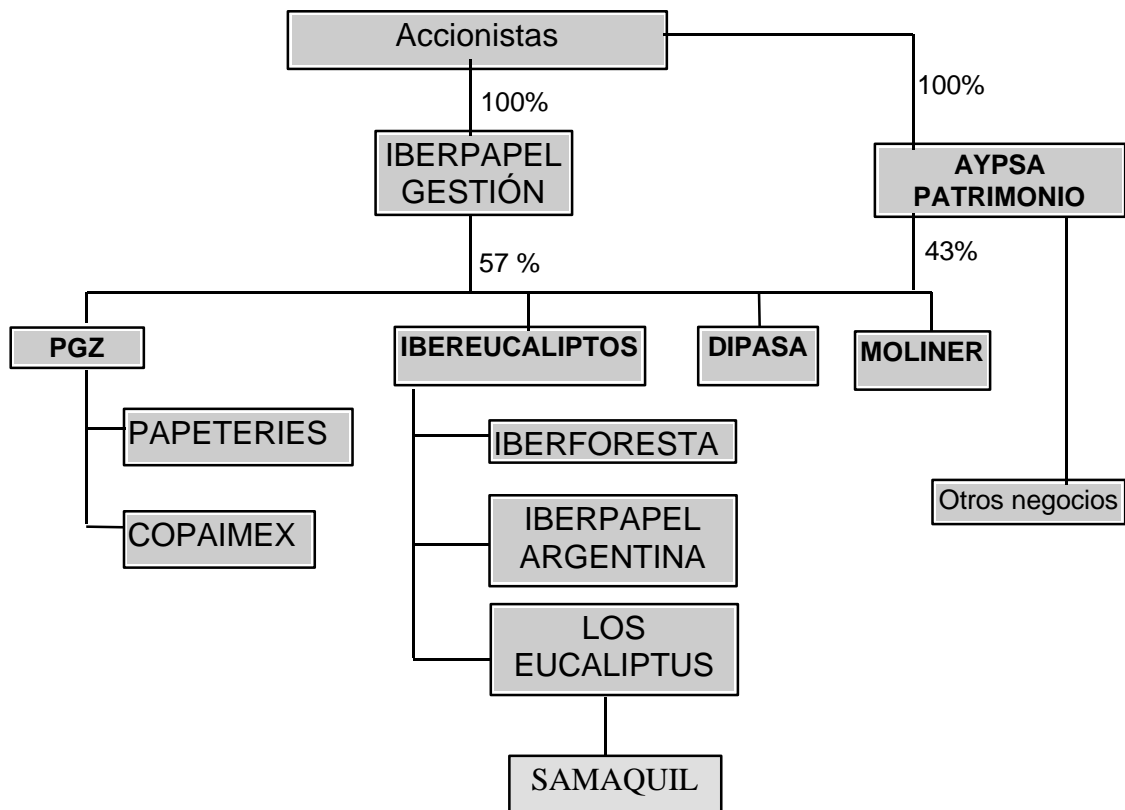 Accionistas
100%
100%
IBERPAPEL
GESTIÓN
AYPSA
PATRIMONIO
57 %
43%
PGZ
IBEREUCALIPTOS
DIPASA
MOLINER
PAPETERIES
IBERFORESTA
COPAIMEX
IBERPAPEL
ARGENTINA
Otros negocios
LOS
EUCALIPTUS
SAMAQUIL